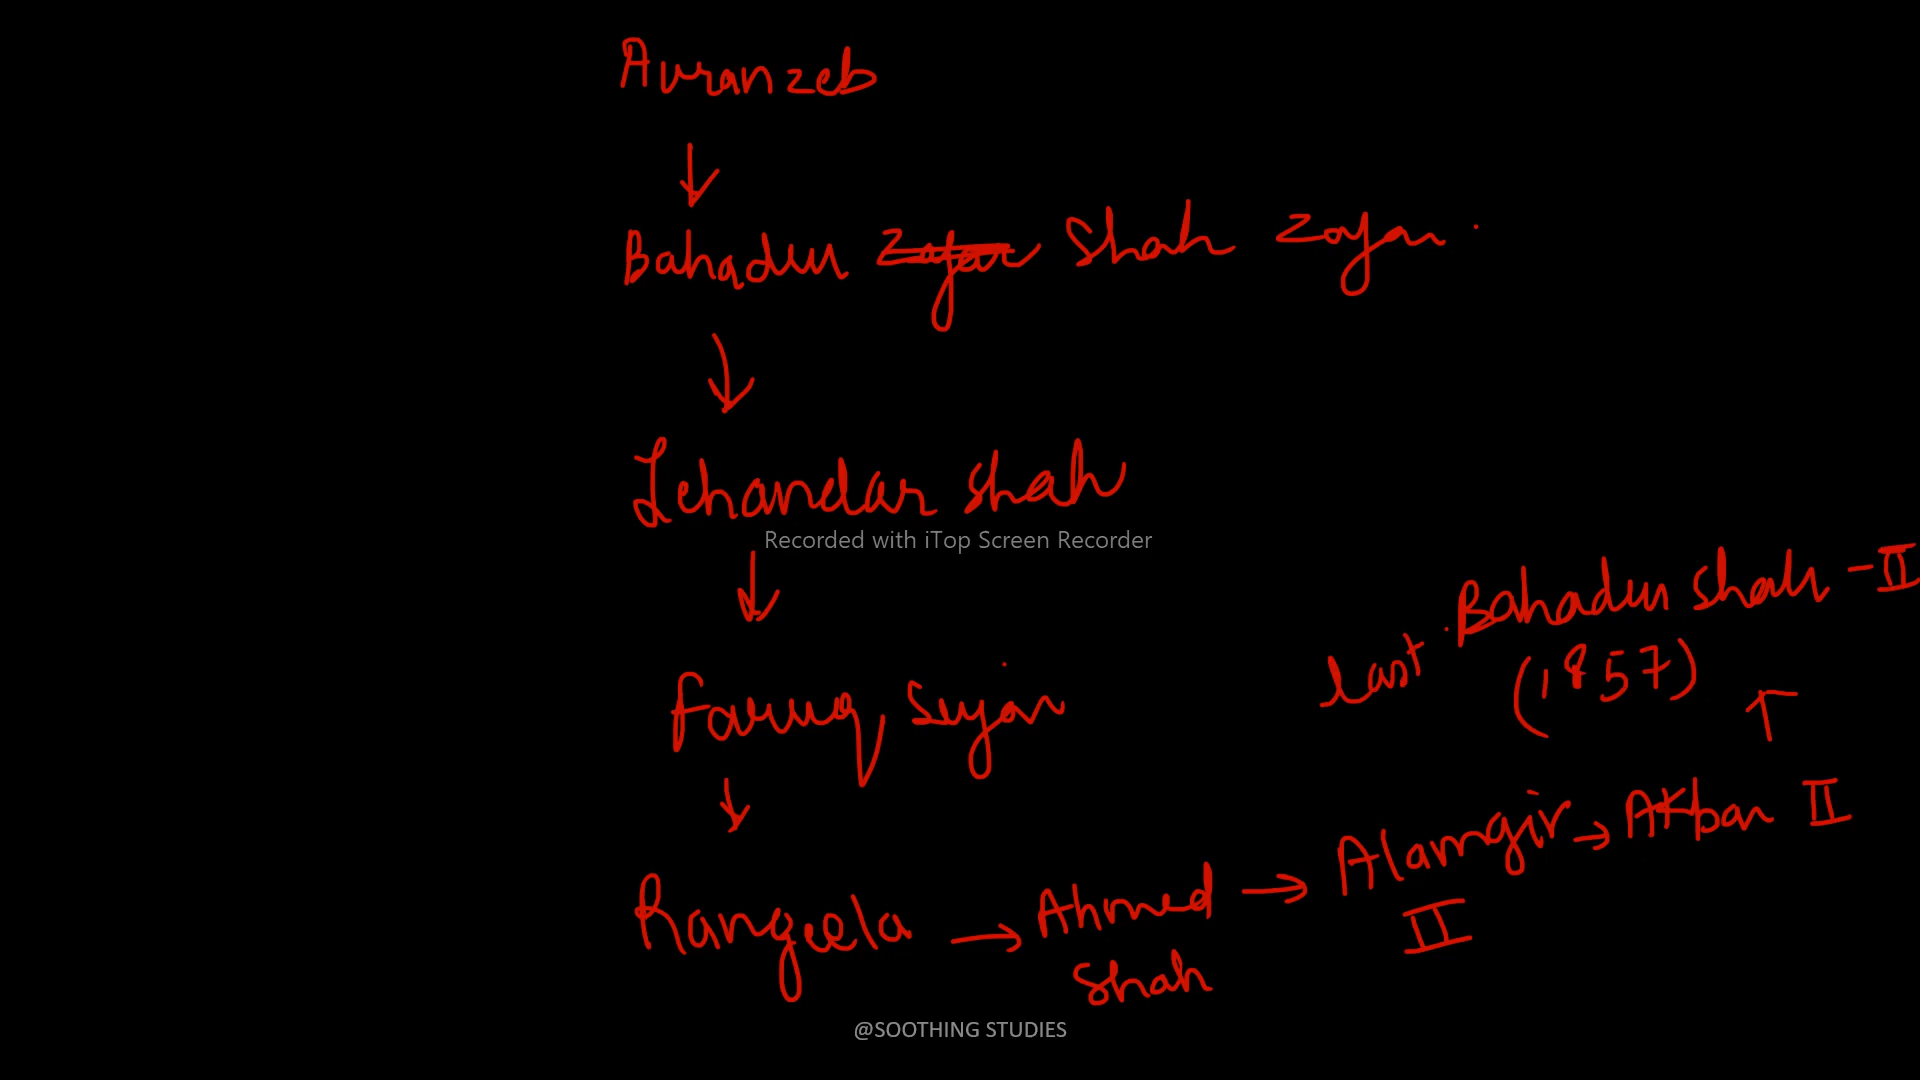 Auranzeb
Bahadur Zafar Shah Zafar.
Jehandar Shah
Recorded with iTop Screen Recorder
Last Bahadur Shah - II
(1857)
Faruq Siyar
Rangeela → Ahmed Shah → Alamgir II → Akbar II
@SOOTHING STUDIES